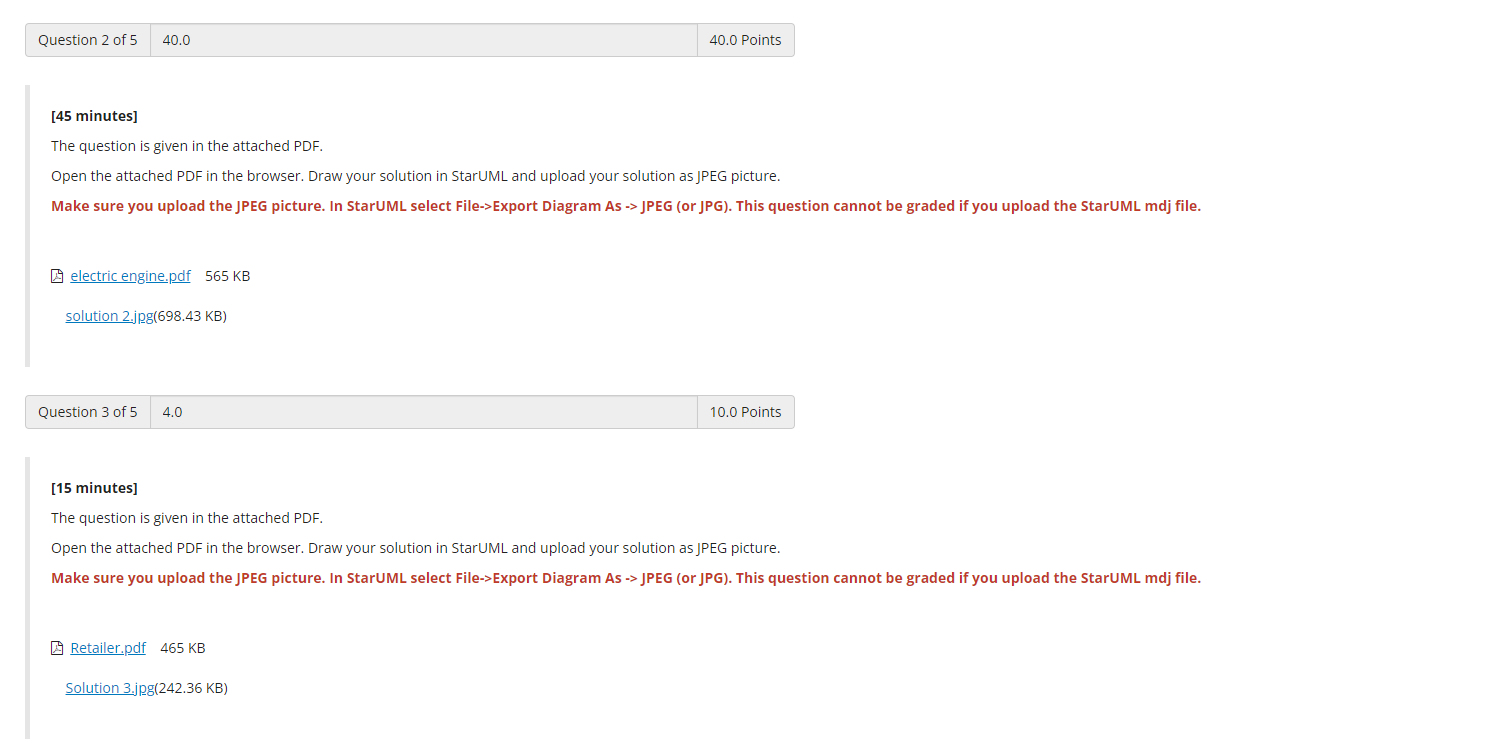 Question 2 of 5 40.0 40.0 Points
[45 minutes]
The question is given in the attached PDF.
Open the attached PDF in the browser. Draw your solution in StarUML and upload your solution as JPEG picture.
Make sure you upload the JPEG picture. In StarUML select File->Export Diagram As -> JPEG (or JPG). This question cannot be graded if you upload the StarUML mdj file.
electric engine.pdf 565 KB
solution 2.jpg(698.43 KB)
Question 3 of 5 4.0 10.0 Points
[15 minutes]
The question is given in the attached PDF.
Open the attached PDF in the browser. Draw your solution in StarUML and upload your solution as JPEG picture.
Make sure you upload the JPEG picture. In StarUML select File->Export Diagram As -> JPEG (or JPG). This question cannot be graded if you upload the StarUML mdj file.
Retailer.pdf 465 KB
Solution 3.jpg(242.36 KB)